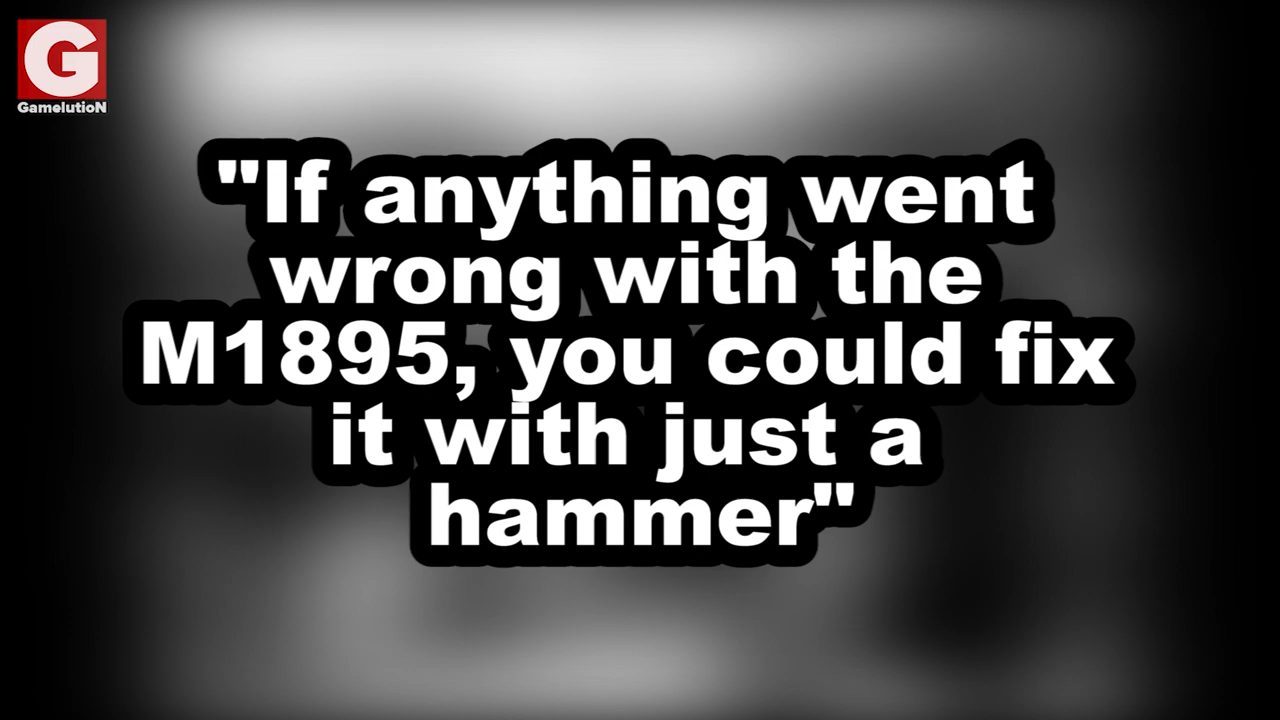 G
GamelutioN
"If anything went
wrong with the
M1895, you could fix
it with just a
hammer"